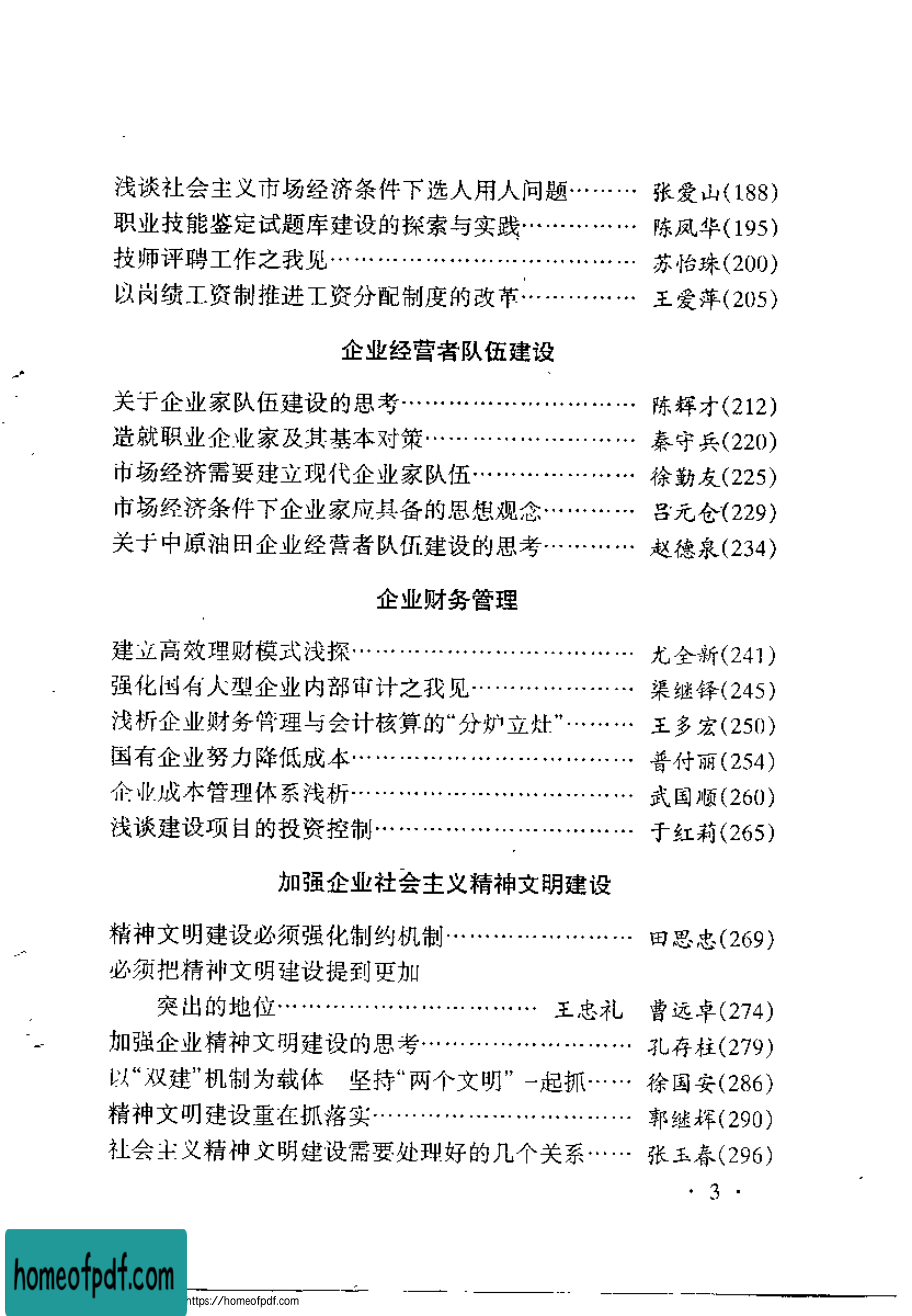 浅谈社会主义市场经济条件下选人用人问题……… 张爱山(188)
职业技能鉴定试题库建设的探索与实践…………… 陈凤华(195)
技师评聘工作之我见………………………………… 苏怡珠(200)
以岗绩工资制推进工资分配制度的改革…………… 王爱萍(205)
企业经营者队伍建设
关于企业家队伍建设的思考………………………… 陈辉才(212)
造就职业企业家及其基本对策……………………… 秦守兵(220)
市场经济需要建立现代企业家队伍………………… 徐勤友(225)
市场经济条件下企业家应具备的思想观念………… 吕元仓(229)
关于中原油田企业经营者队伍建设的思考………… 赵德泉(234)
企业财务管理
建立高效理财模式浅探……………………………… 尤全新(241)
强化国有大型企业内部审计之我见………………… 渠继铎(245)
浅析企业财务管理与会计核算的“分炉立灶”……… 王多宏(250)
国有企业努力降低成本……………………………… 普付丽(254)
企业成本管理体系浅析……………………………… 武国顺(260)
浅谈建设项目的投资控制…………………………… 于红莉(265)
加强企业社会主义精神文明建设
精神文明建设必须强化制约机制…………………… 田思忠(269)
必须把精神文明建设提到更加
突出的地位…………………………… 王忠礼 曹远卓(274)
加强企业精神文明建设的思考……………………… 孔存柱(279)
以“双建”机制为载体 坚持“两个文明”一起抓…… 徐国安(286)
精神文明建设重在抓落实…………………………… 郭继辉(290)
社会主义精神文明建设需要处理好的几个关系…… 张玉春(296)
· 3 ·
homeofpdf.com
https://homeofpdf.com